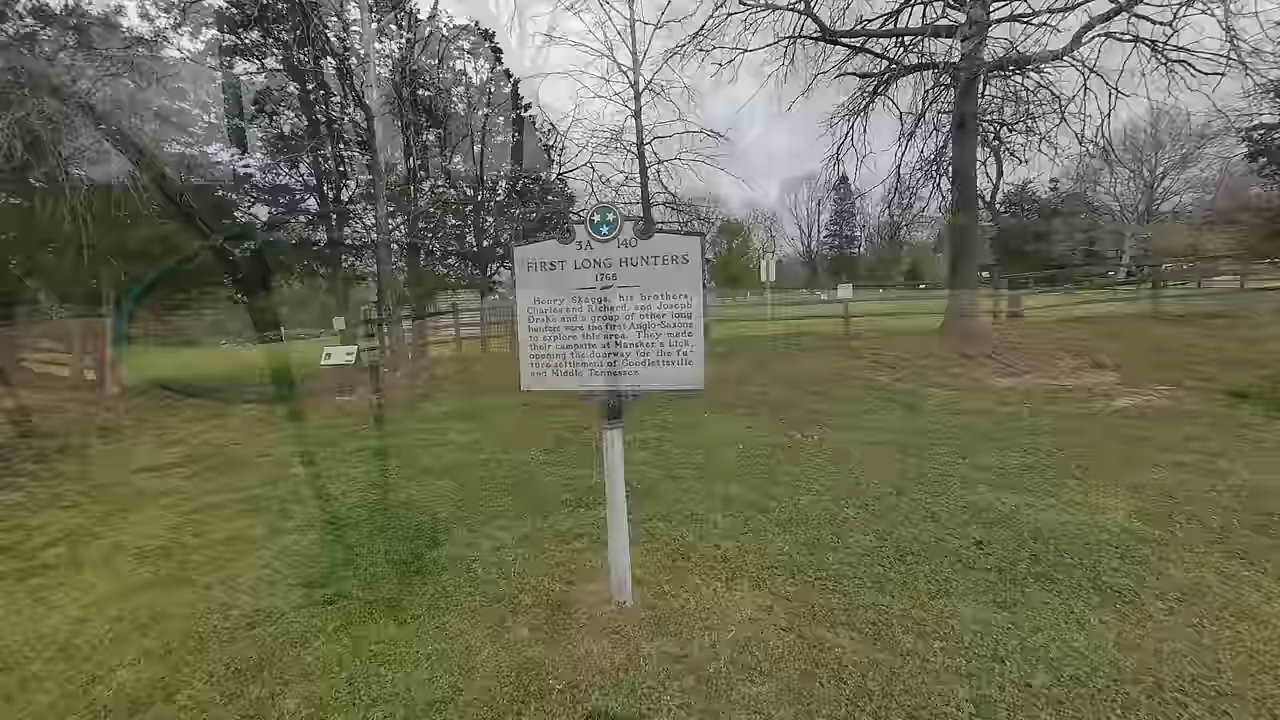 3A 140
FIRST LONG HUNTERS
1765
Henry Skaggs, his brothers,
Charles and Richard, and Joseph
Drake and a group of other long
hunters were the first Anglo-Saxons
to explore this area. They made
their campsite at Mansker's Lick,
opening the doorway for the fu-
ture settlement of Goodlettsville
and Middle Tennessee.